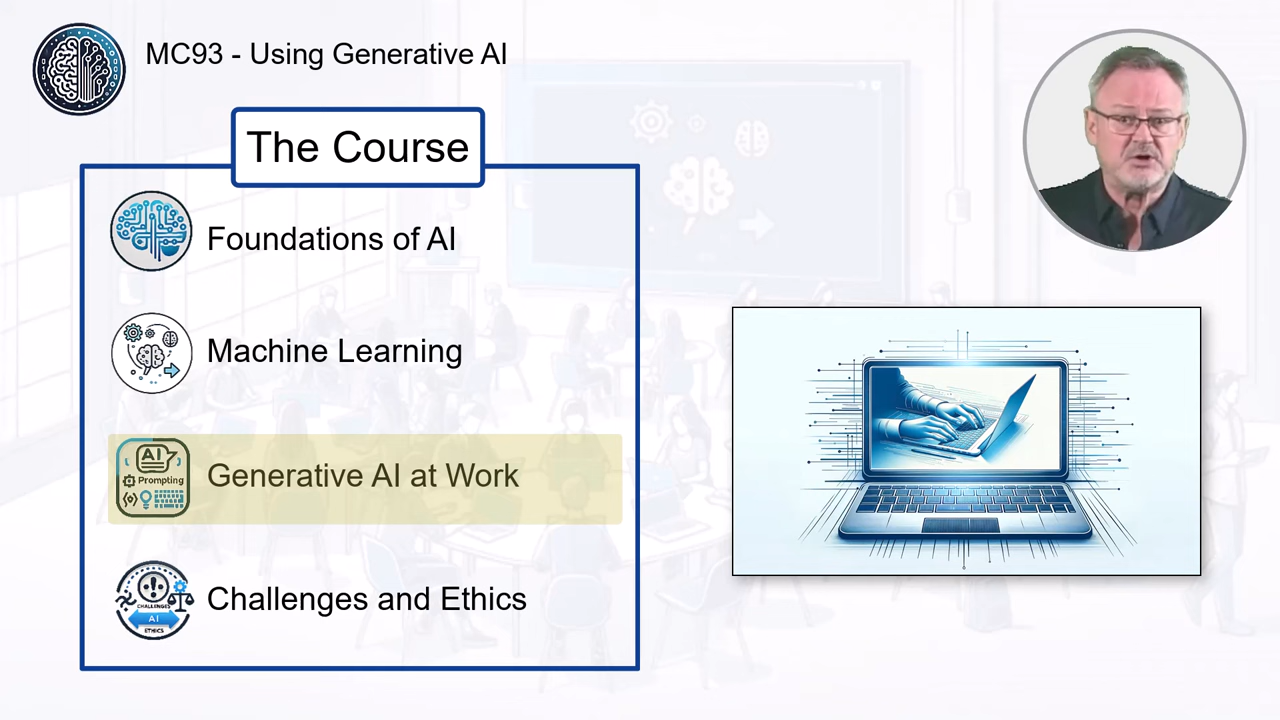 MC93 - Using Generative AI
The Course
Foundations of AI
Machine Learning
AI
Prompting
Generative AI at Work
CHALLENGES
AI
ETHICS
Challenges and Ethics